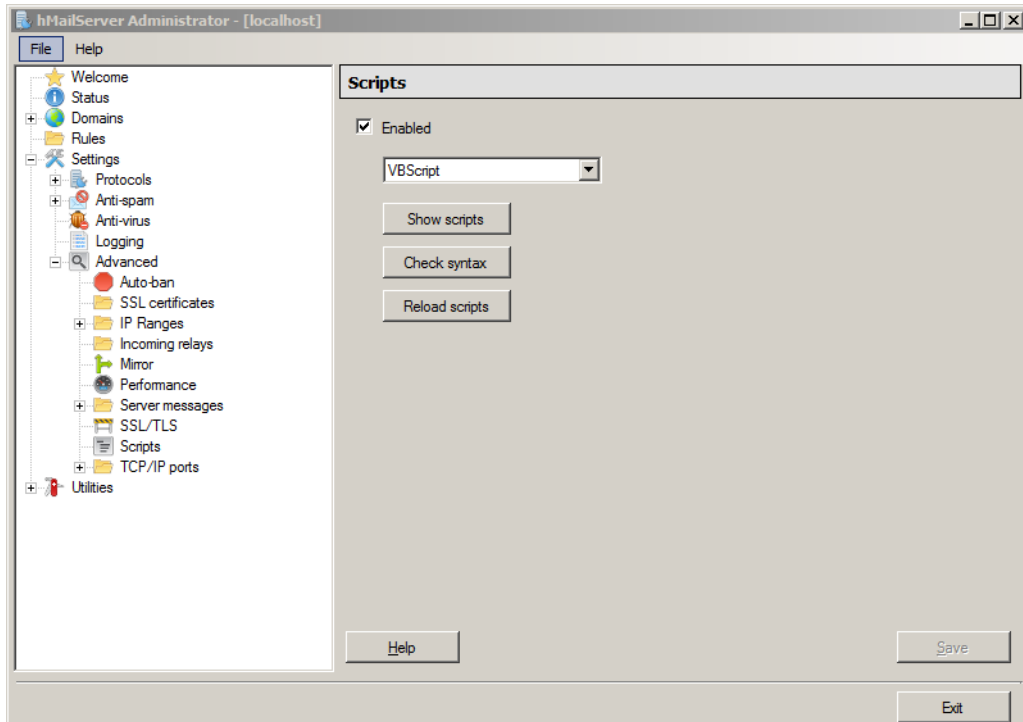 hMailServer Administrator - [localhost]
File Help
Welcome
Status
Domains
Rules
Settings
Protocols
Anti-spam
Anti-virus
Logging
Advanced
Auto-ban
SSL certificates
IP Ranges
Incoming relays
Mirror
Performance
Server messages
SSL/TLS
Scripts
TCP/IP ports
Utilities
Scripts
Enabled
VBScript
Show scripts
Check syntax
Reload scripts
Help
Save
Exit